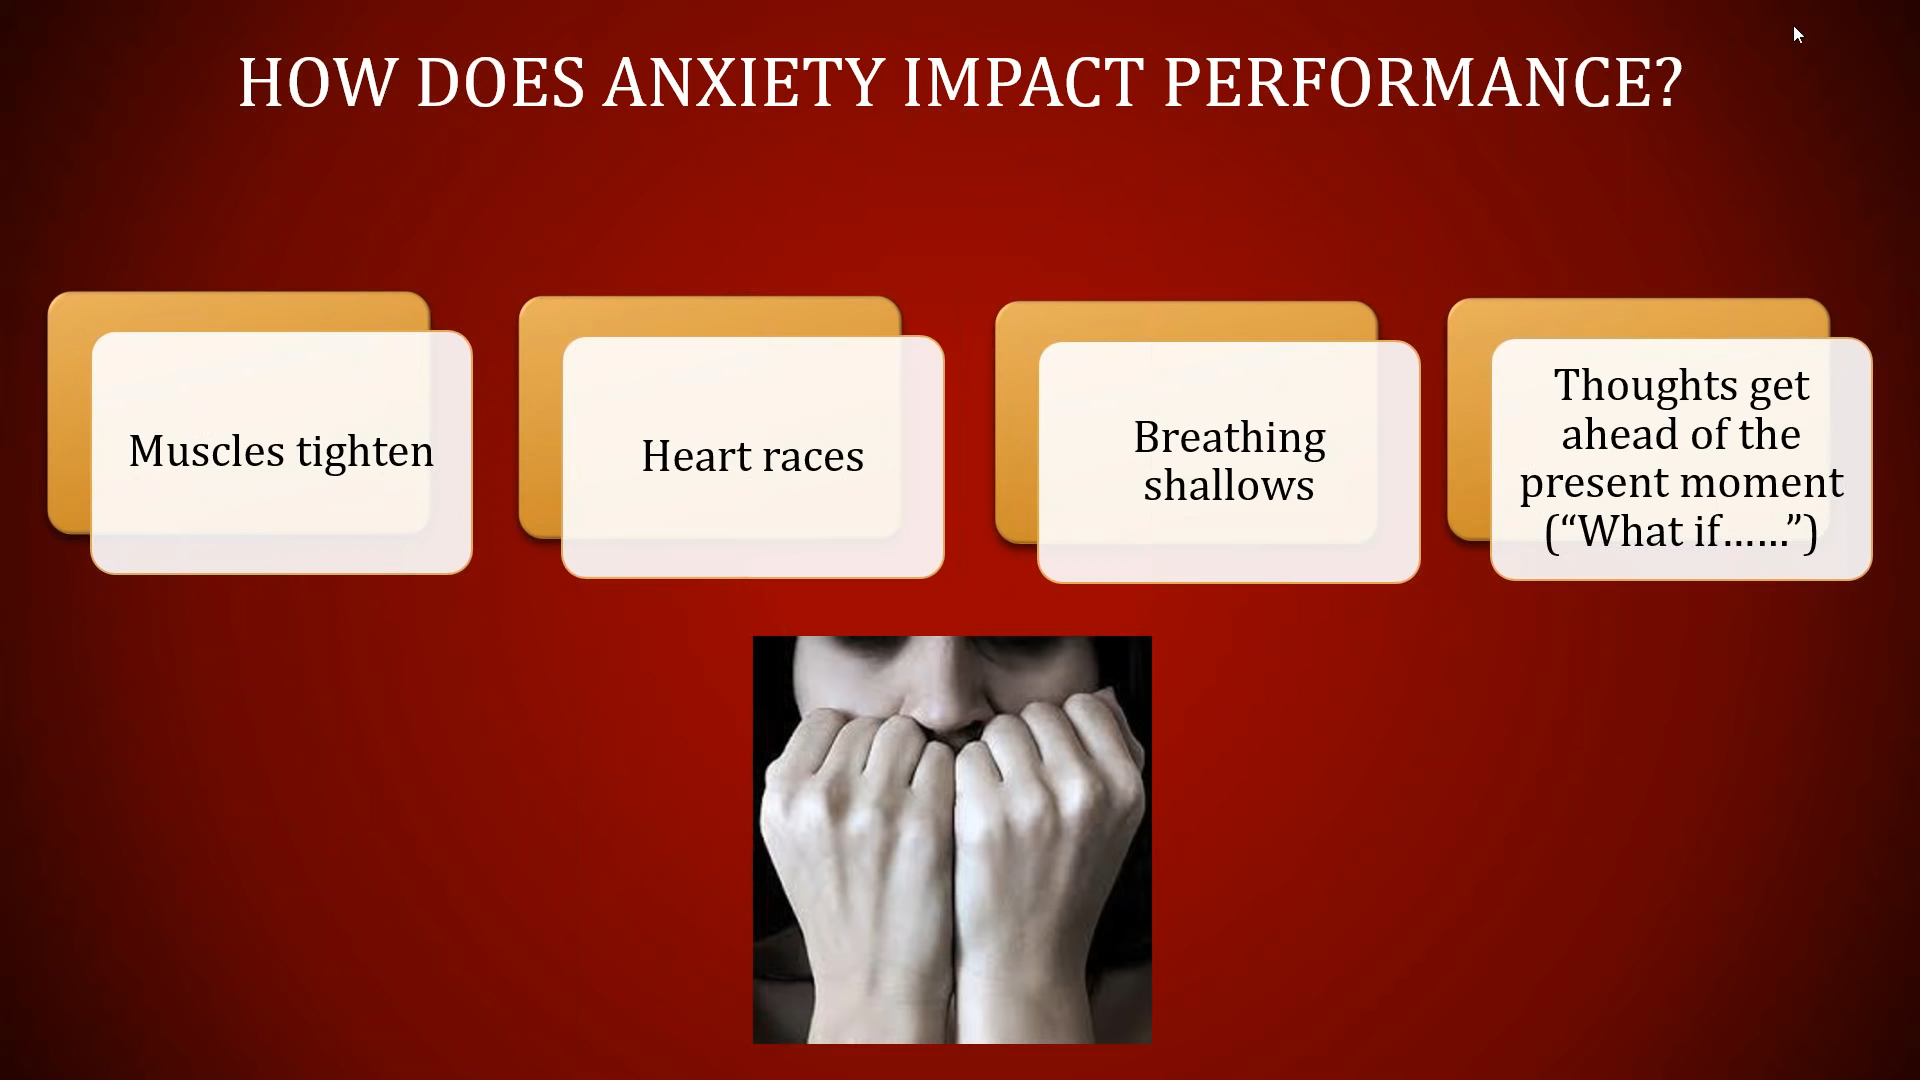 HOW DOES ANXIETY IMPACT PERFORMANCE?
Muscles tighten
Heart races
Breathing
shallows
Thoughts get
ahead of the
present moment
(“What if……”)